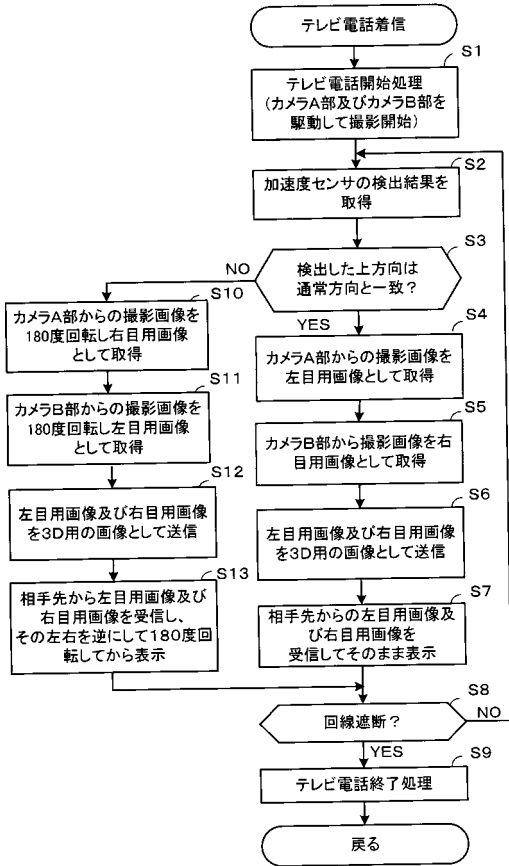 テレビ電話着信
S1
テレビ電話開始処理
(カメラA部及びカメラB部を
駆動して撮影開始)
S2
加速度センサの検出結果を
取得
S3
検出した上方向は
通常方向と一致？
NO
YES
S10
カメラA部からの撮影画像を
180度回転し右目用画像
として取得
S11
カメラB部からの撮影画像を
180度回転し左目用画像
として取得
S12
左目用画像及び右目用画像
を3D用の画像として送信
S13
相手先から左目用画像及び
右目用画像を受信し、
その左右を逆にして180度回
転してから表示
S4
カメラA部からの撮影画像を
左目用画像として取得
S5
カメラB部から撮影画像を右
目用画像として取得
S6
左目用画像及び右目用画像
を3D用の画像として送信
S7
相手先からの左目用画像及
び右目用画像を
受信してそのまま表示
S8
回線遮断？
NO
YES
S9
テレビ電話終了処理
戻る